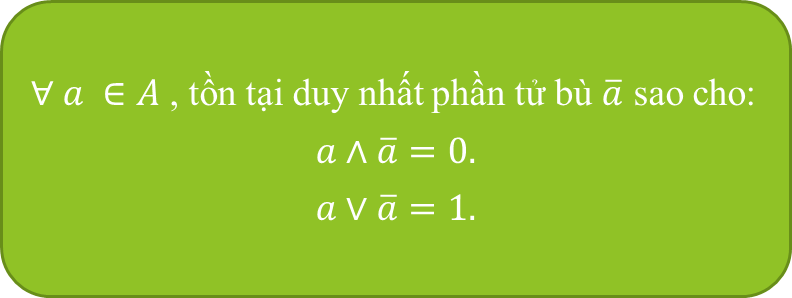 ∀ a ∈ A , tồn tại duy nhất phần tử bù a̅ sao cho:
a ∧ a̅ = 0.
a ∨ a̅ = 1.